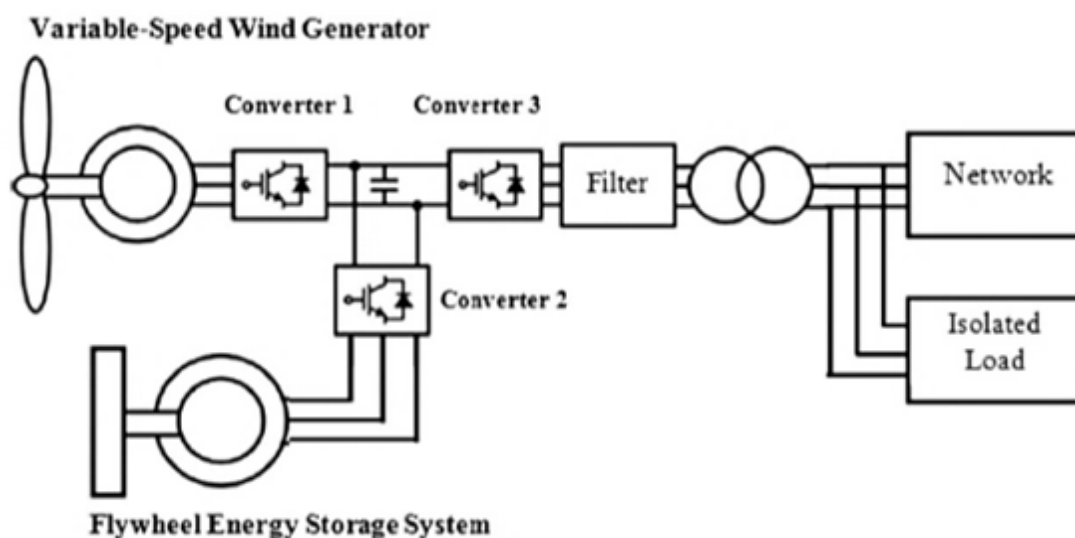 Variable-Speed Wind Generator
Converter 1
Converter 3
Filter
Network
Converter 2
Isolated
Load
Flywheel Energy Storage System